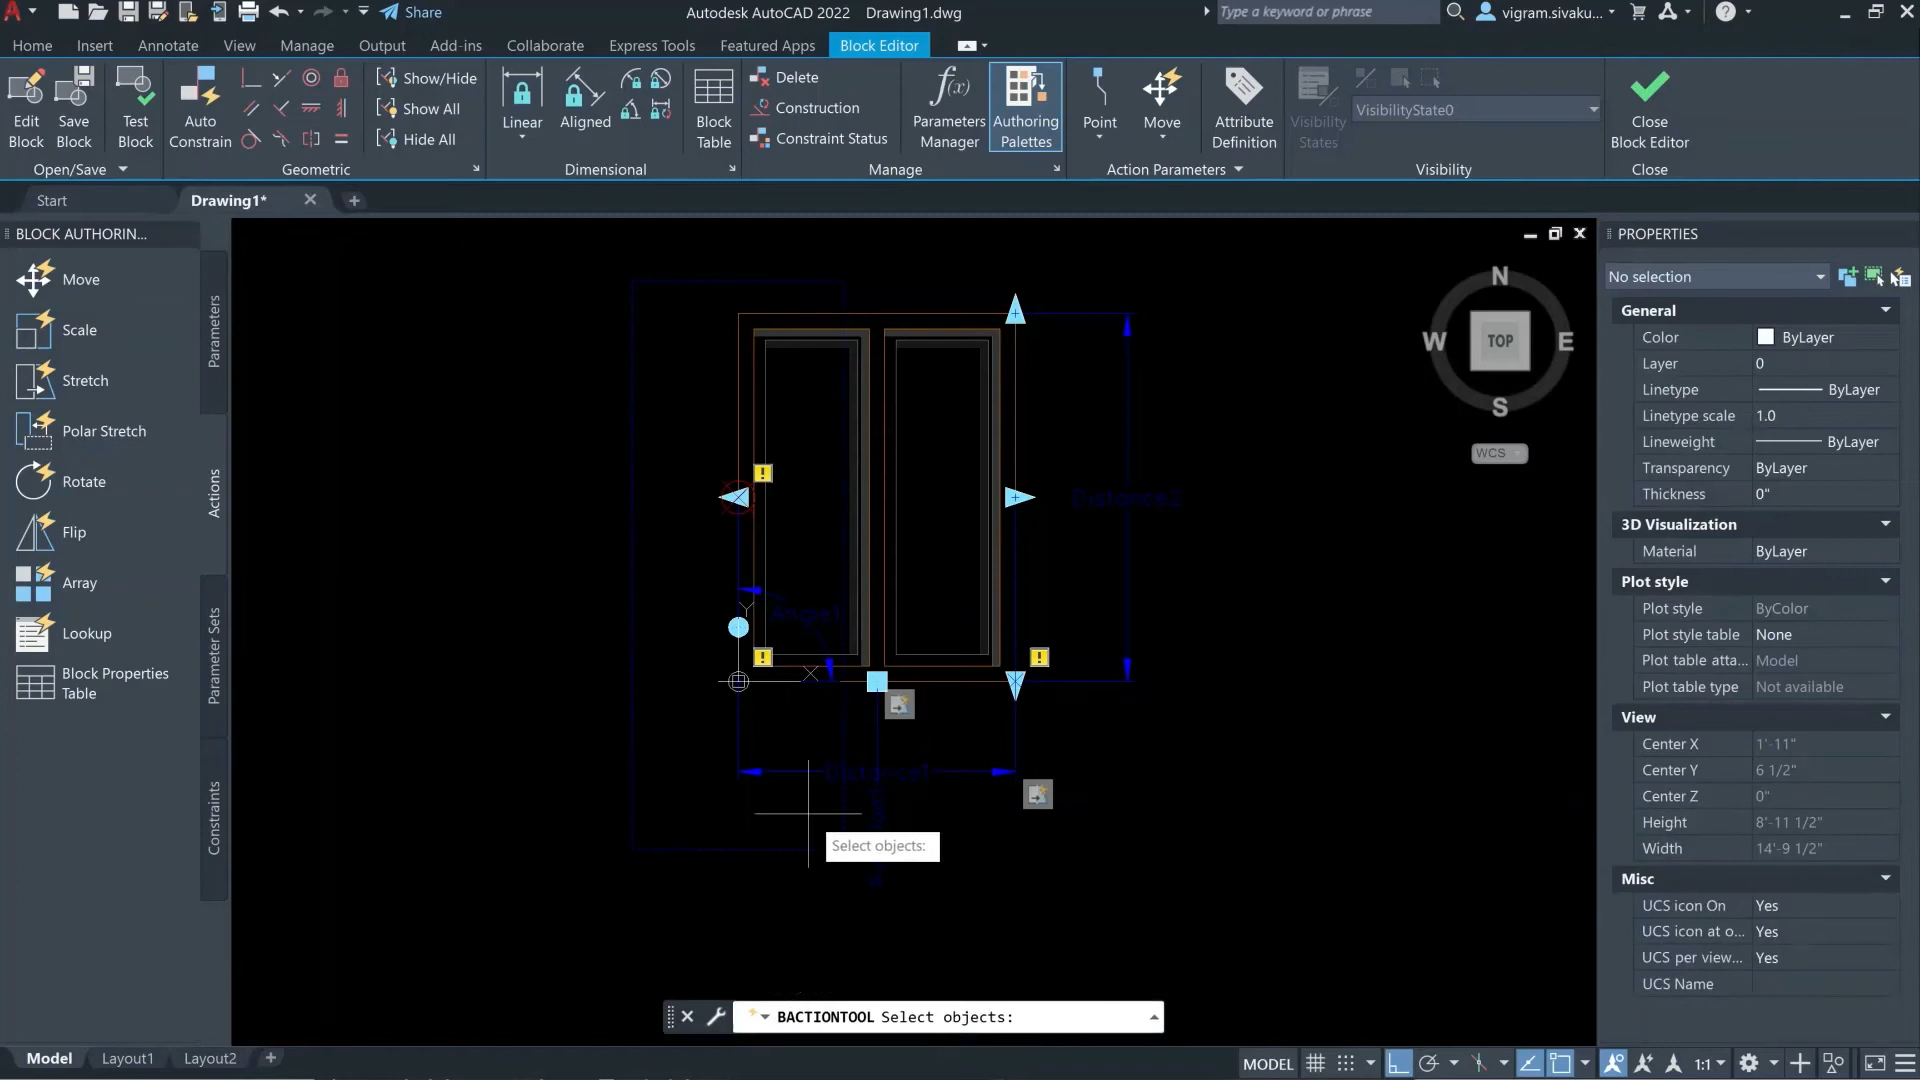 Share
Autodesk AutoCAD 2022 Drawing1.dwg
Type a keyword or phrase
vigram.sivaku...
Home Insert Annotate View Manage Output Add-ins Collaborate Express Tools Featured Apps Block Editor
Edit Block
Save Block
Test Block
Auto Constrain
Show/Hide
Show All
Hide All
Linear
Aligned
Block Table
Delete
Construction
Constraint Status
Parameters Manager
Authoring Palettes
Point
Move
Attribute Definition
Visibility States
VisibilityState0
Close Block Editor
Open/Save Geometric Dimensional Manage Action Parameters Visibility Close
Start Drawing1*
BLOCK AUTHORIN...
Move
Scale
Stretch
Polar Stretch
Rotate
Flip
Array
Lookup
Block Properties Table
Parameters
Actions
Parameter Sets
Constraints
Distance2
Angle1
Y
X
Distance1
Select objects:
N
W TOP E
S
WCS
PROPERTIES
No selection
General
Color ByLayer
Layer 0
Linetype ByLayer
Linetype scale 1.0
Lineweight ByLayer
Transparency ByLayer
Thickness 0"
3D Visualization
Material ByLayer
Plot style
Plot style ByColor
Plot style table None
Plot table atta... Model
Plot table type Not available
View
Center X 1'-11"
Center Y 6 1/2"
Center Z 0"
Height 8'-11 1/2"
Width 14'-9 1/2"
Misc
UCS icon On Yes
UCS icon at o... Yes
UCS per view... Yes
UCS Name
BACTIONTOOL Select objects:
Model Layout1 Layout2
MODEL
1:1